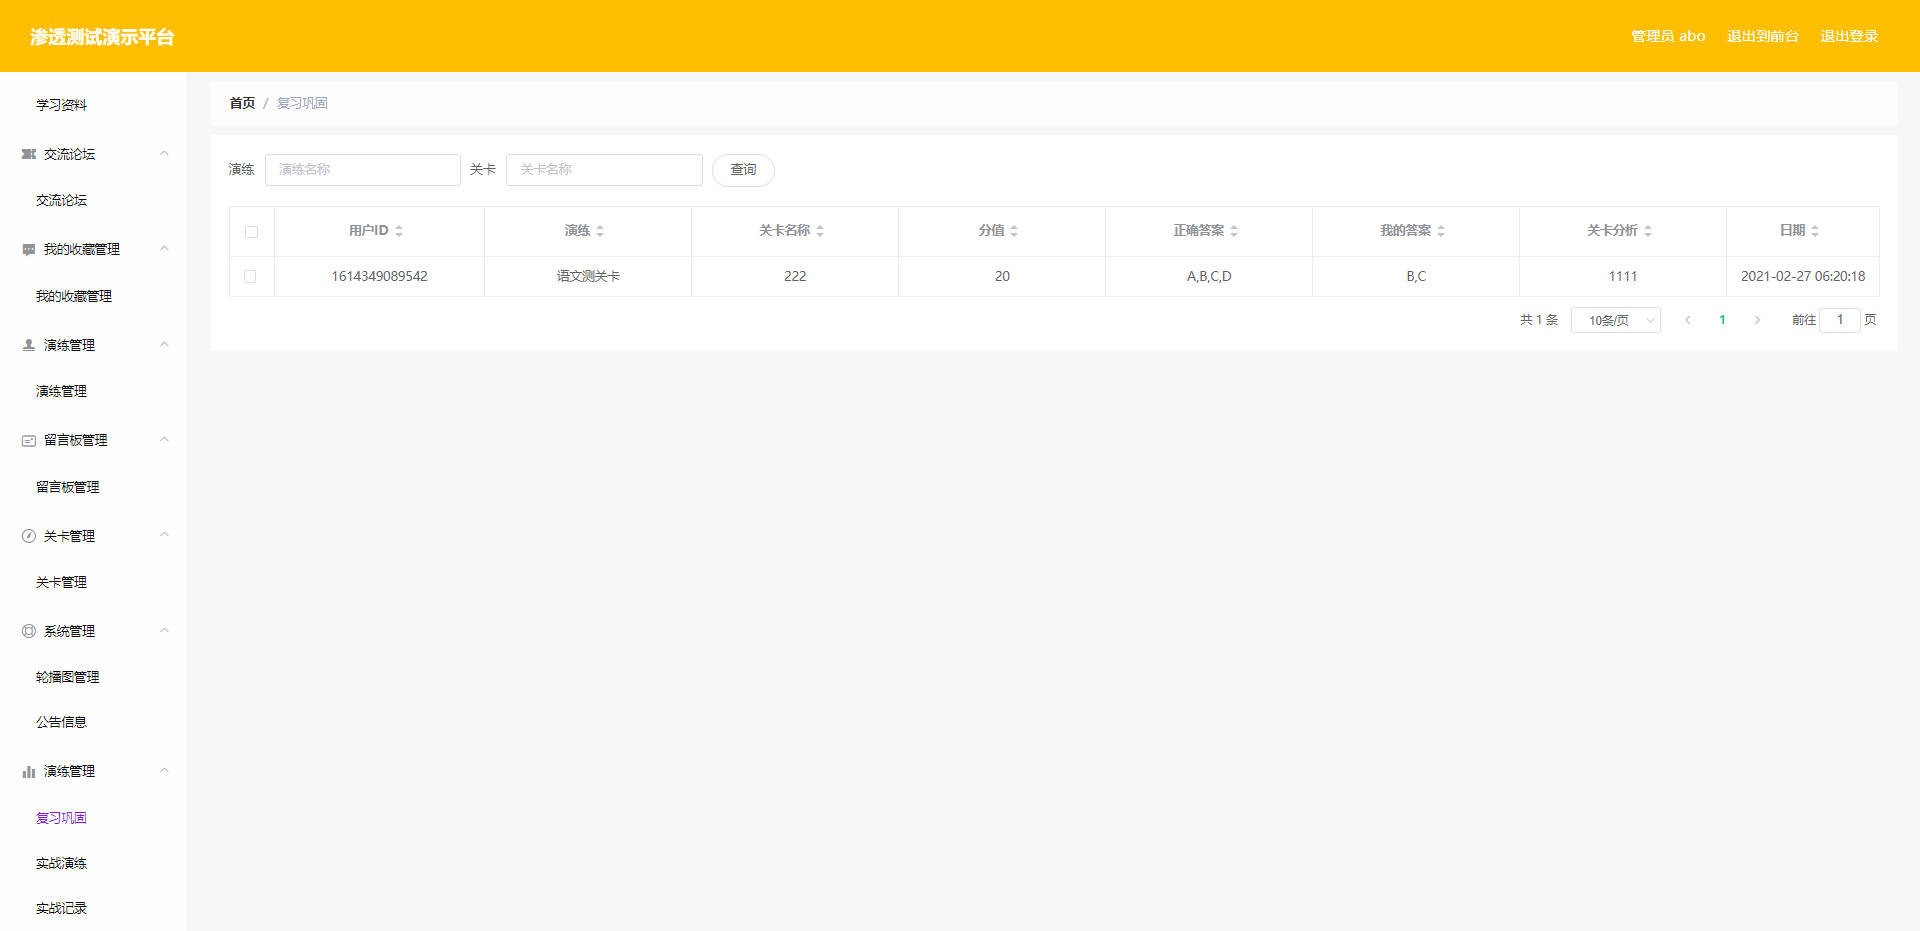 渗透测试演示平台
管理员 abo 退出到前台 退出登录
学习资料
交流论坛
交流论坛
我的收藏管理
我的收藏管理
演练管理
演练管理
留言板管理
留言板管理
关卡管理
关卡管理
系统管理
轮播图管理
公告信息
演练管理
复习巩固
实战演练
实战记录
首页 / 复习巩固
演练 演练名称 关卡 关卡名称 查询
用户ID 演练 关卡名称 分值 正确答案 我的答案 关卡分析 日期
1614349089542 语文测关卡 222 20 A,B,C,D B,C 1111 2021-02-27 06:20:18
共 1 条 10条/页 1 前往 1 页